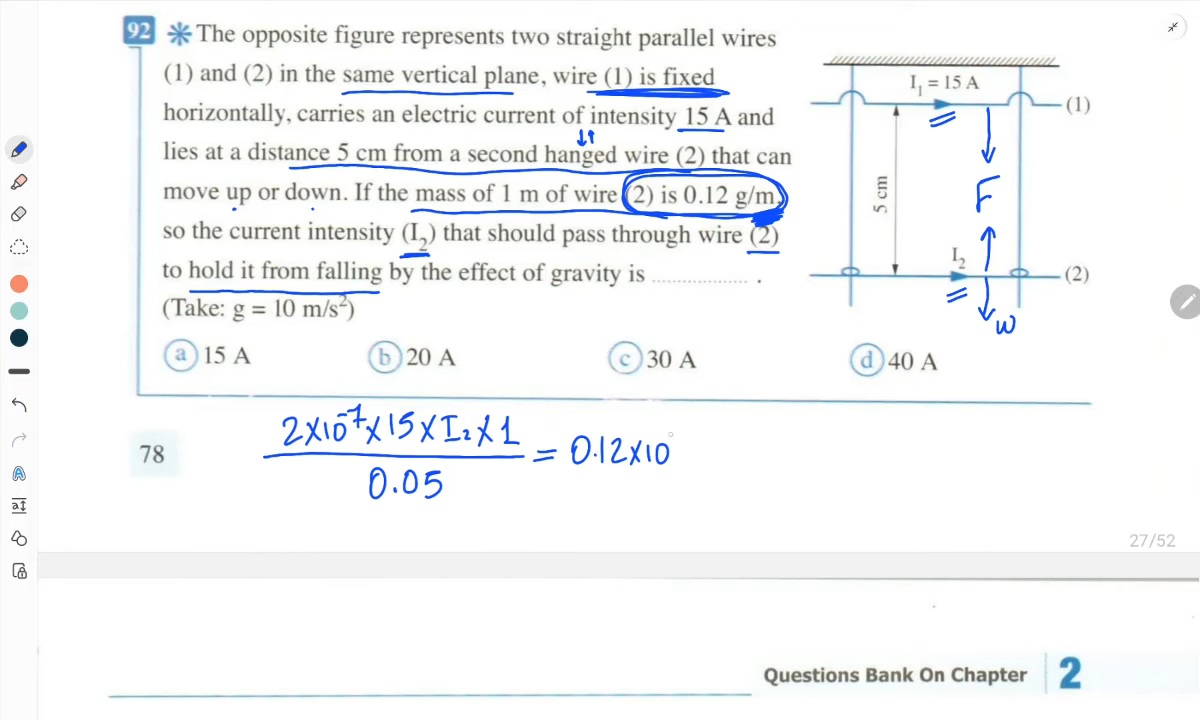 92 * The opposite figure represents two straight parallel wires
(1) and (2) in the same vertical plane, wire (1) is fixed
horizontally, carries an electric current of intensity 15 A and
lies at a distance 5 cm from a second hanged wire (2) that can
move up or down. If the mass of 1 m of wire (2) is 0.12 g/m,
so the current intensity (I₂) that should pass through wire (2)
to hold it from falling by the effect of gravity is .................. .
(Take: g = 10 m/s²)
a 15 A
b 20 A
c 30 A
d 40 A
I₁ = 15 A
(1)
5 cm
F
I₂
(2)
w
78
2×10⁻⁷×15×I₂×1
0.05
= 0.12×10
27/52
Questions Bank On Chapter 2